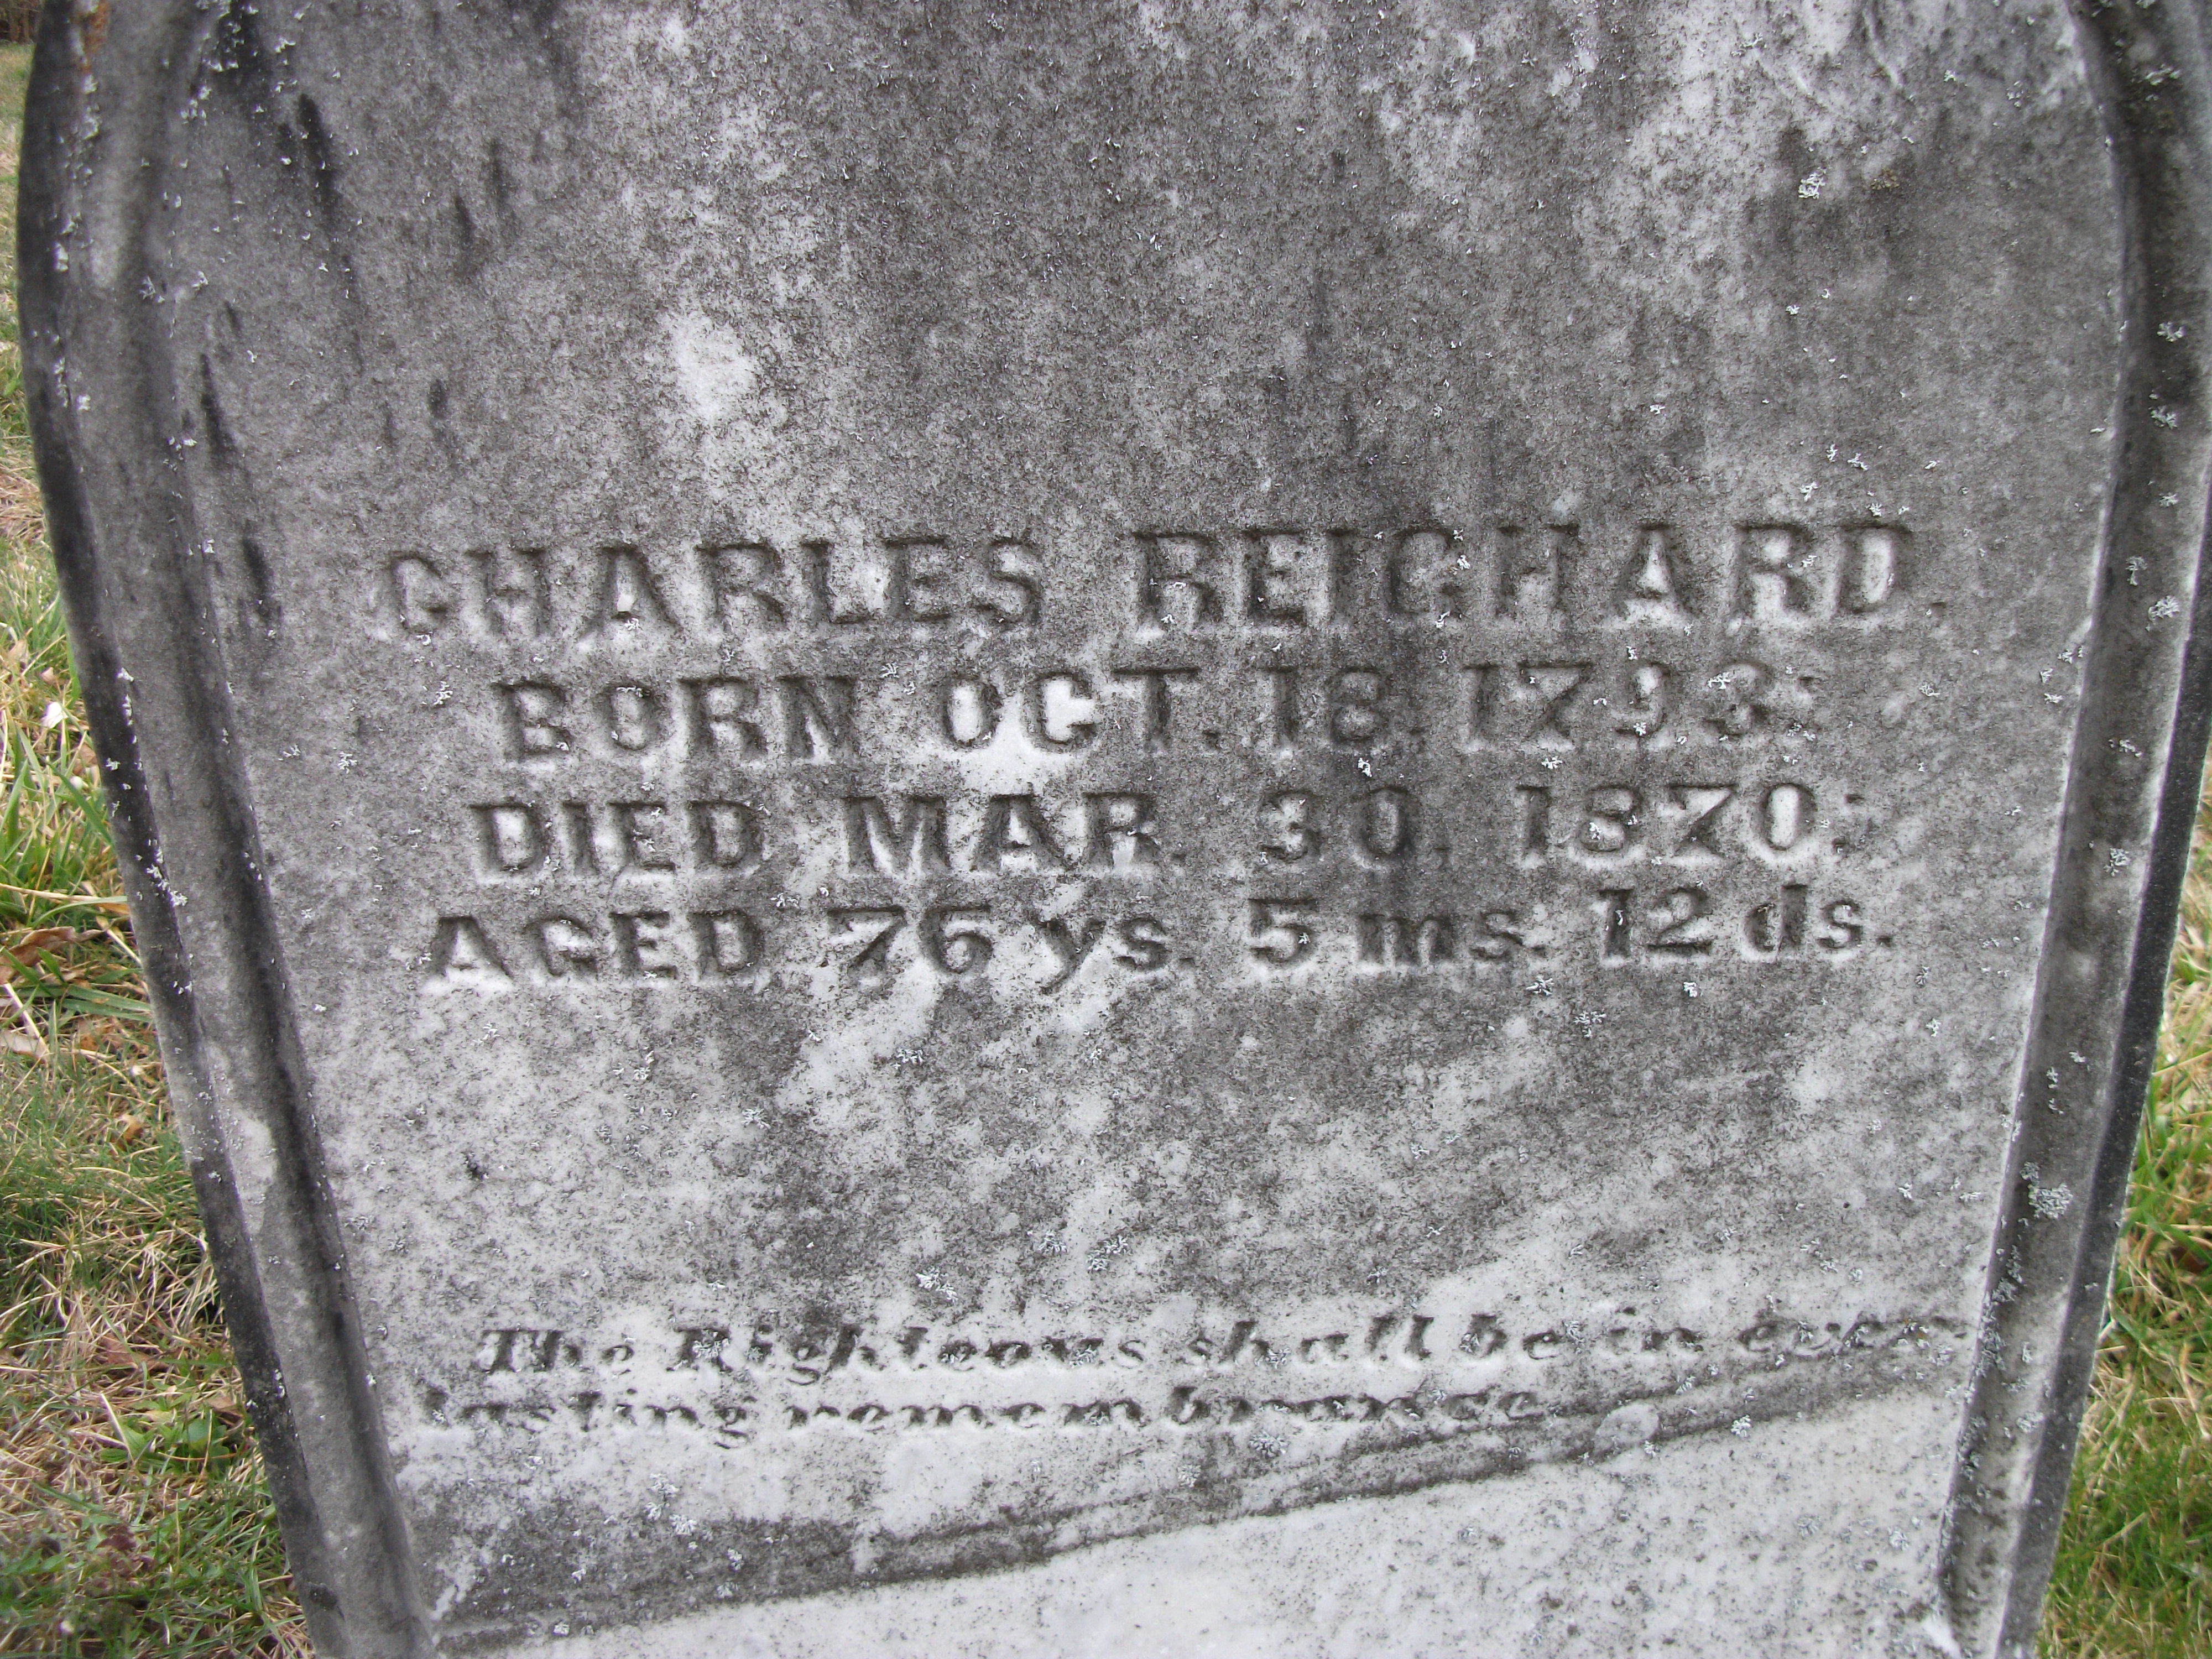 CHARLES REICHARD.
BORN OCT. 18, 1793:
DIED MAR. 30, 1870:
AGED, 76 ys. 5 ms. 12 ds.
The Righteous shall be in ever-
lasting remembrance